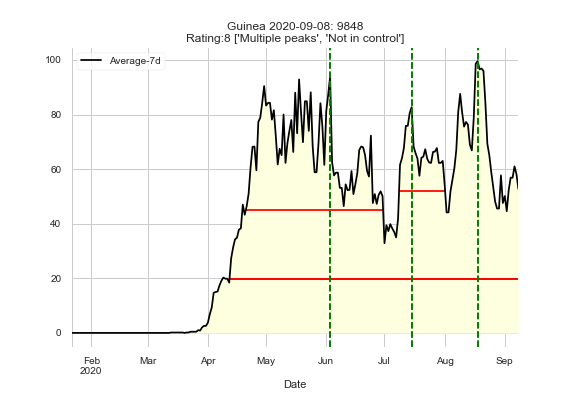 Guinea 2020-09-08: 9848
Rating:8 ['Multiple peaks', 'Not in control']
Average-7d
100
80
60
40
20
0
Feb Mar Apr May Jun Jul Aug Sep
2020
Date